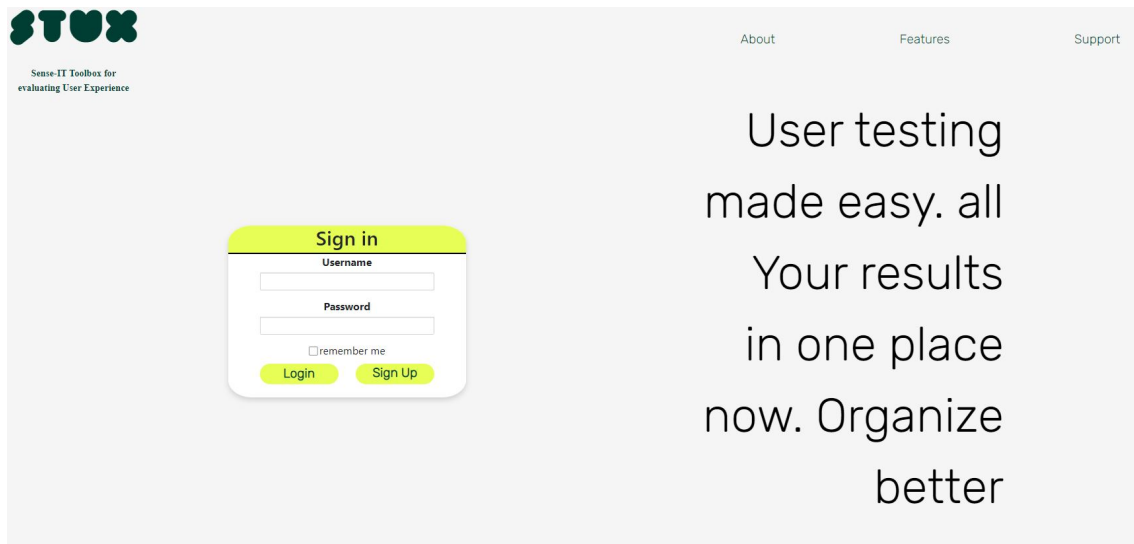 STUX
Sense-IT Toolbox for
evaluating User Experience
About
Features
Support
Sign in
Username
Password
remember me
Login
Sign Up
User testing
made easy. all
Your results
in one place
now. Organize
better